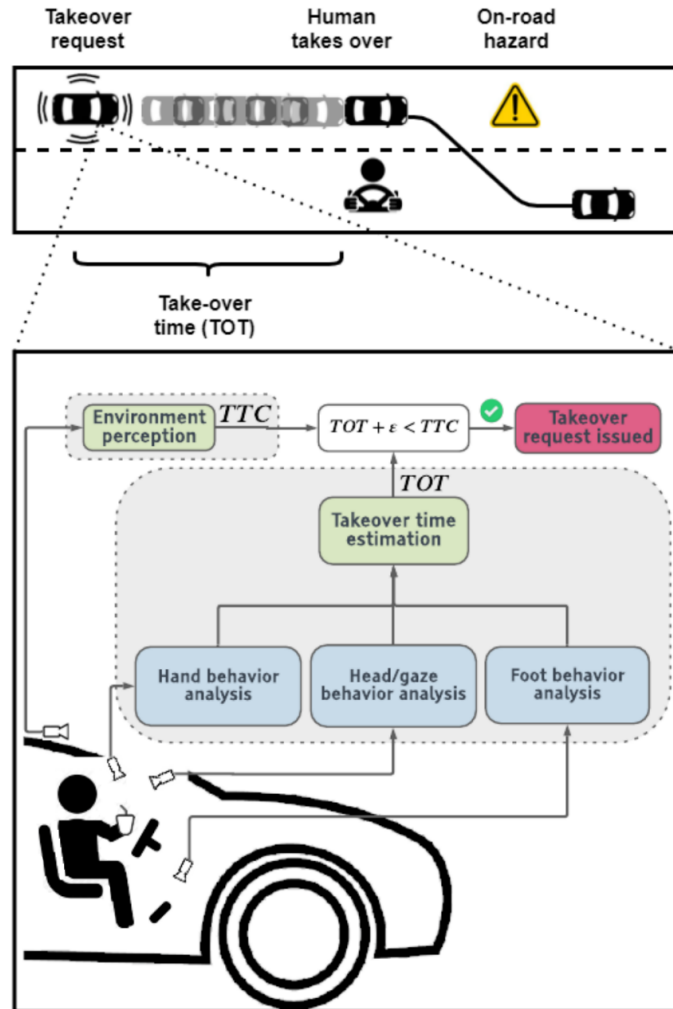 Takeover
request
Human
takes over
On-road
hazard
Take-over
time (TOT)
Environment
perception
TTC
TOT + ε < TTC
Takeover
request issued
TOT
Takeover time
estimation
Hand behavior
analysis
Head/gaze
behavior analysis
Foot behavior
analysis